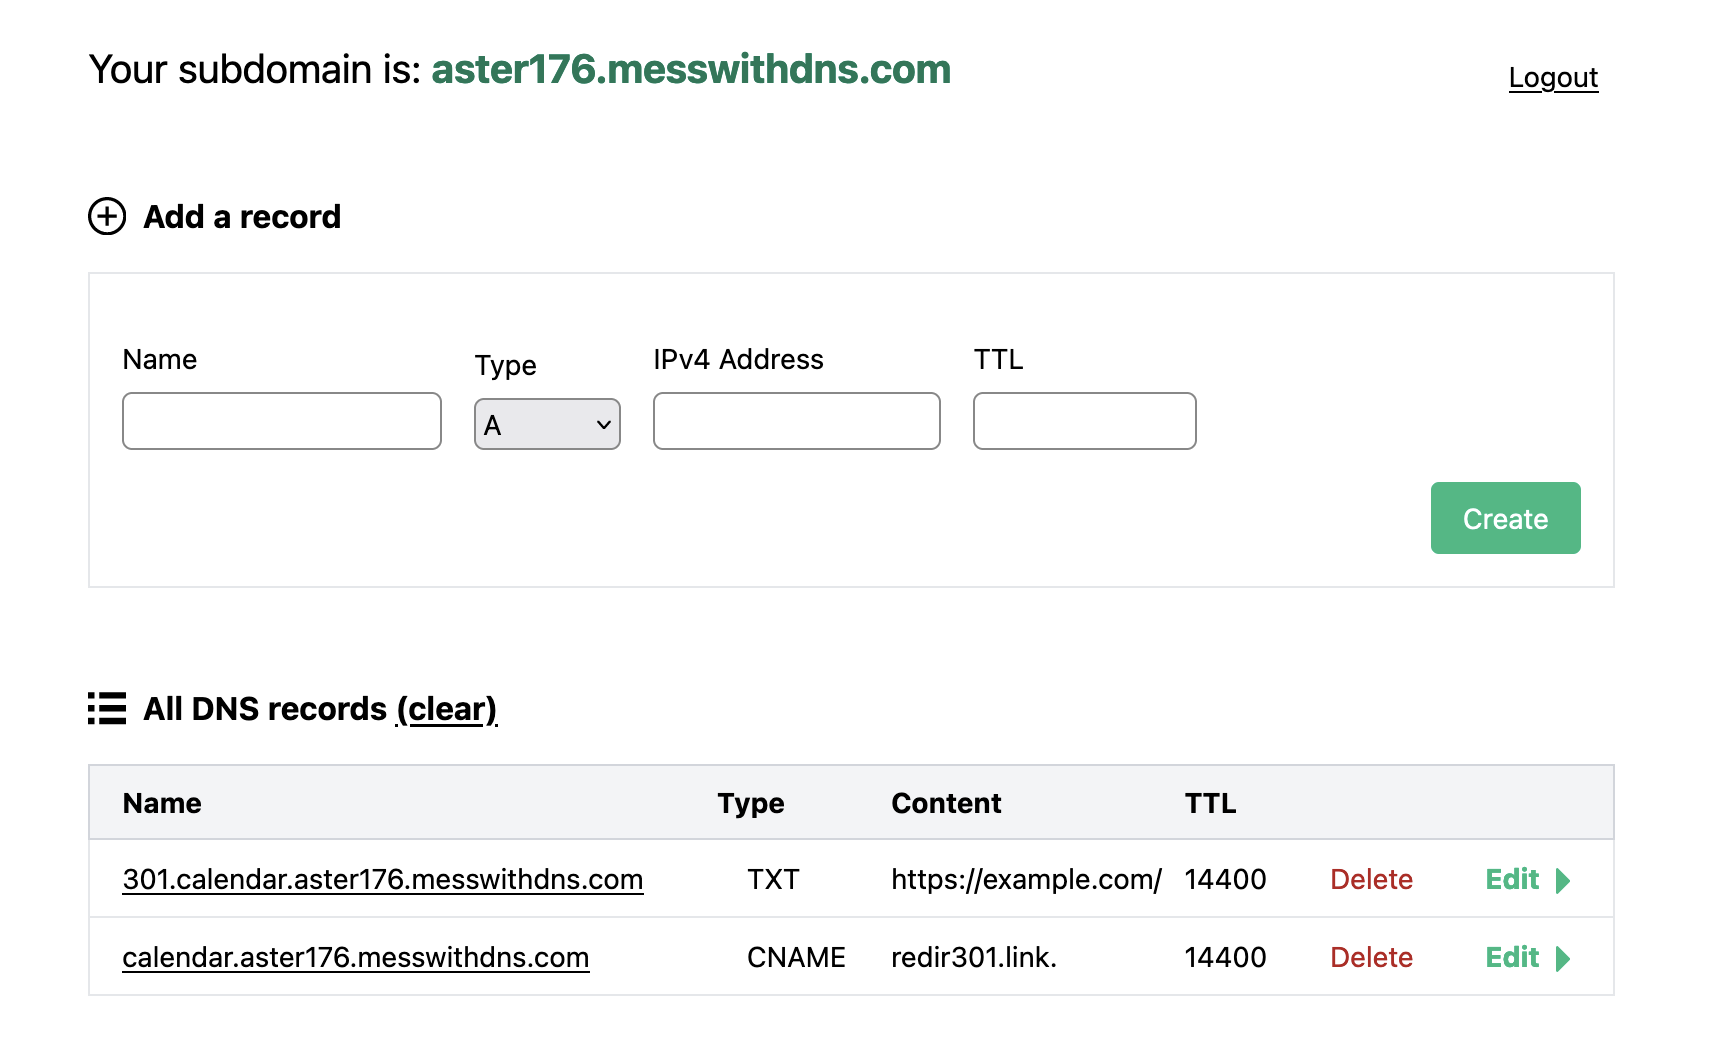 Your subdomain is: aster176.messwithdns.com
Logout
Add a record
Name Type IPv4 Address TTL
A
Create
All DNS records (clear)
Name Type Content TTL
301.calendar.aster176.messwithdns.com TXT https://example.com/ 14400 Delete Edit
calendar.aster176.messwithdns.com CNAME redir301.link. 14400 Delete Edit